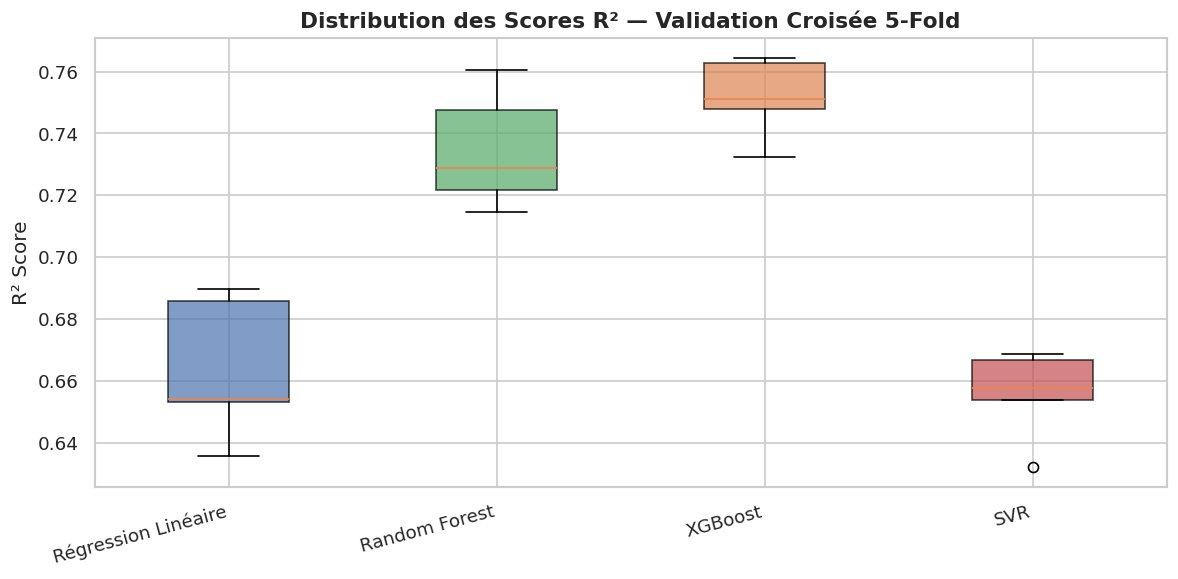 Distribution des Scores R² — Validation Croisée 5-Fold
R² Score
0.76
0.74
0.72
0.70
0.68
0.66
0.64
Régression Linéaire
Random Forest
XGBoost
SVR